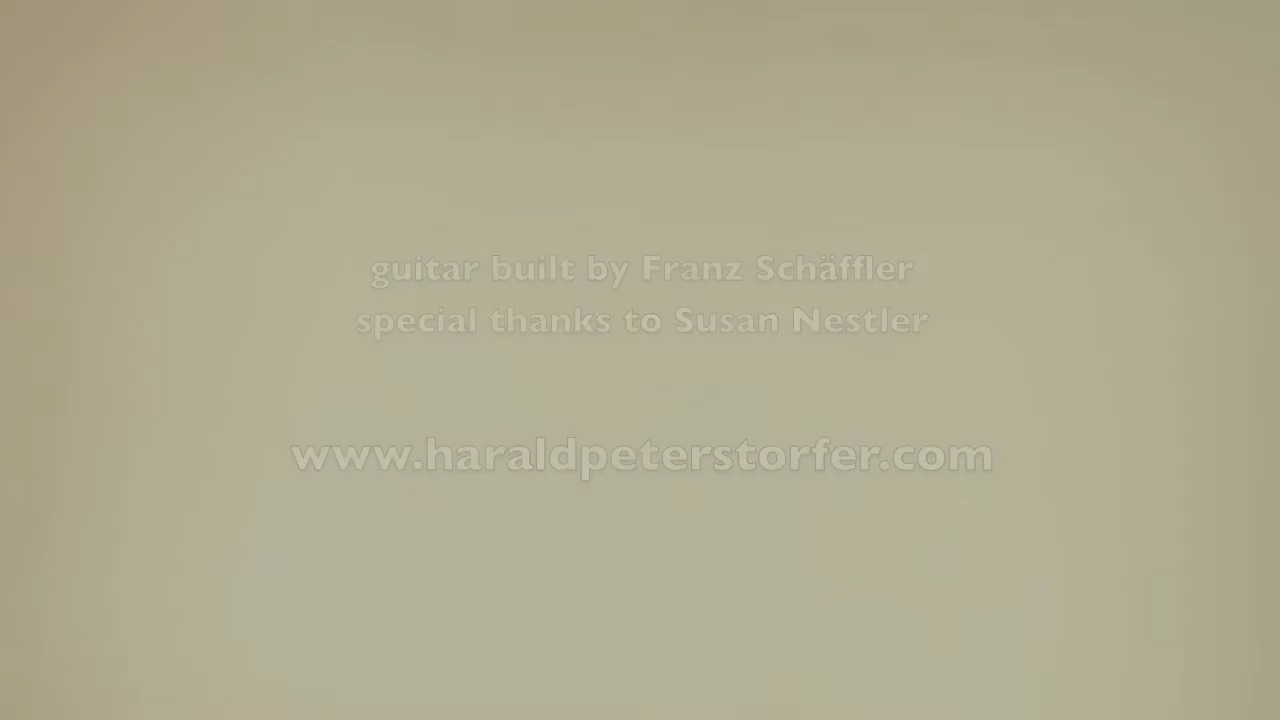 guitar built by Franz Schäffler
special thanks to Susan Nestler
www.haraldpeterstorfer.com